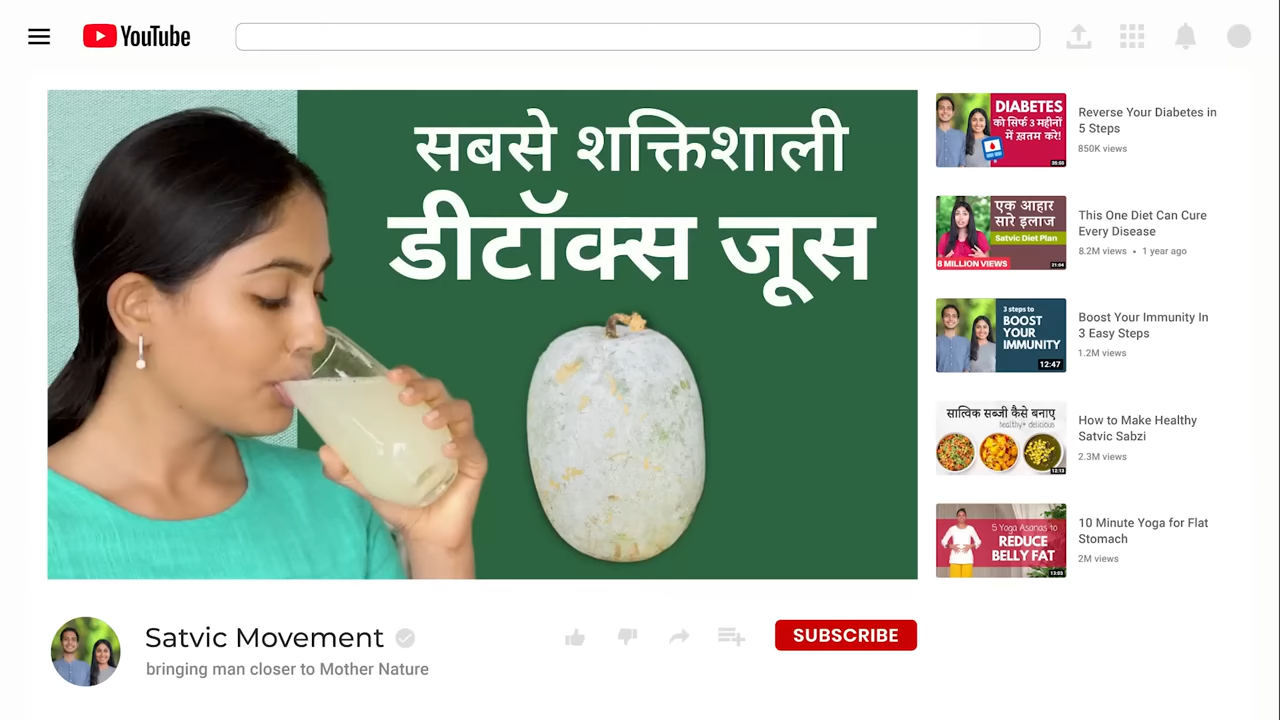 YouTube
सबसे शक्तिशाली
डीटॉक्स जूस
DIABETES
को सिर्फ 3 महीनों
में ख़तम करे!
Reverse Your Diabetes in
5 Steps
850K views
एक आहार
सारे इलाज
Satvic Diet Plan
8 MILLION VIEWS
21:04
This One Diet Can Cure
Every Disease
8.2M views • 1 year ago
3 steps to
BOOST
YOUR
IMMUNITY
12:47
Boost Your Immunity In
3 Easy Steps
1.2M views
सात्विक सब्जी कैसे बनाए
healthy+ delicious
12:13
How to Make Healthy
Satvic Sabzi
2.3M views
5 Yoga Asanas to
REDUCE
BELLY FAT
13:03
10 Minute Yoga for Flat
Stomach
2M views
Satvic Movement
bringing man closer to Mother Nature
SUBSCRIBE